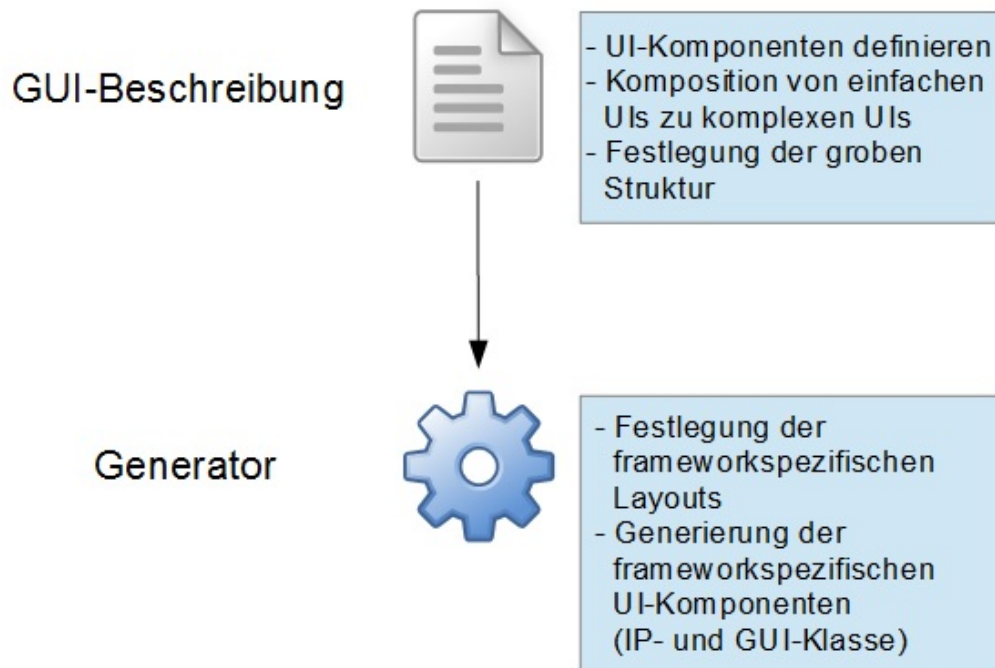 GUI-Beschreibung
- UI-Komponenten definieren
- Komposition von einfachen
UIs zu komplexen UIs
- Festlegung der groben
Struktur
Generator
- Festlegung der
frameworkspezifischen
Layouts
- Generierung der
frameworkspezifischen
UI-Komponenten
(IP- und GUI-Klasse)